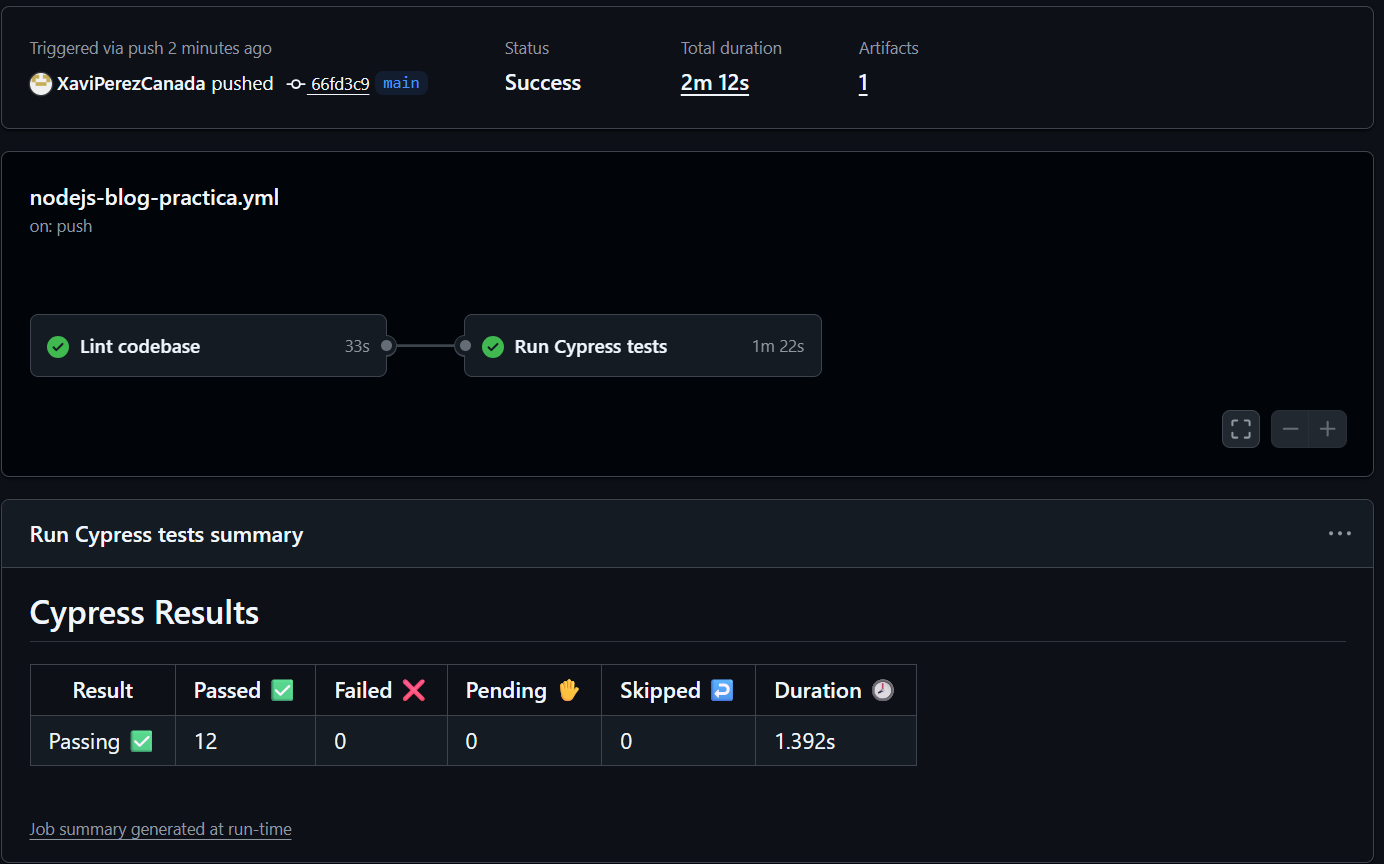 Triggered via push 2 minutes ago
XaviPerezCanada pushed 66fd3c9 main
Status
Success
Total duration
2m 12s
Artifacts
1
nodejs-blog-practica.yml
on: push
Lint codebase 33s
Run Cypress tests 1m 22s
Run Cypress tests summary
Cypress Results
Result Passed ✅ Failed ❌ Pending ✋ Skipped ↩️ Duration 🕗
Passing ✅ 12 0 0 0 1.392s
Job summary generated at run-time